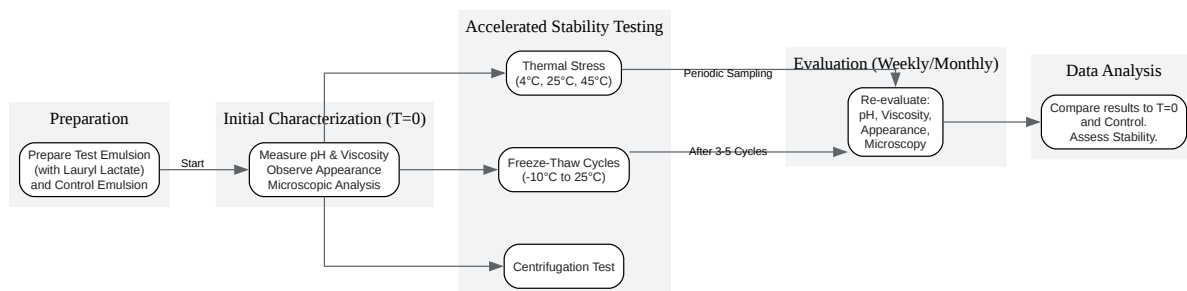 Preparation
Prepare Test Emulsion
(with Lauryl Lactate)
and Control Emulsion
Start
Initial Characterization (T=0)
Measure pH & Viscosity
Observe Appearance
Microscopic Analysis
Accelerated Stability Testing
Thermal Stress
(4°C, 25°C, 45°C)
Freeze-Thaw Cycles
(-10°C to 25°C)
Centrifugation Test
Periodic Sampling
After 3-5 Cycles
Evaluation (Weekly/Monthly)
Re-evaluate:
pH, Viscosity,
Appearance,
Microscopy
Data Analysis
Compare results to T=0
and Control.
Assess Stability.